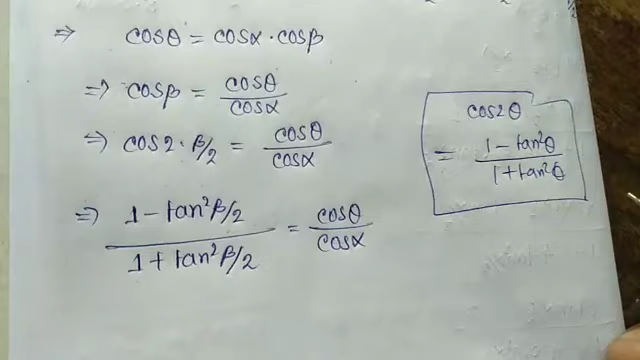 ⇒ cosθ = cosα · cosβ
⇒ cosβ = cosθ/cosα
⇒ cos2·β/2 = cosθ/cosα
⇒ 1 - tan²β/2 / 1 + tan²β/2 = cosθ/cosα
cos2θ
= 1 - tan²θ / 1 + tan²θ